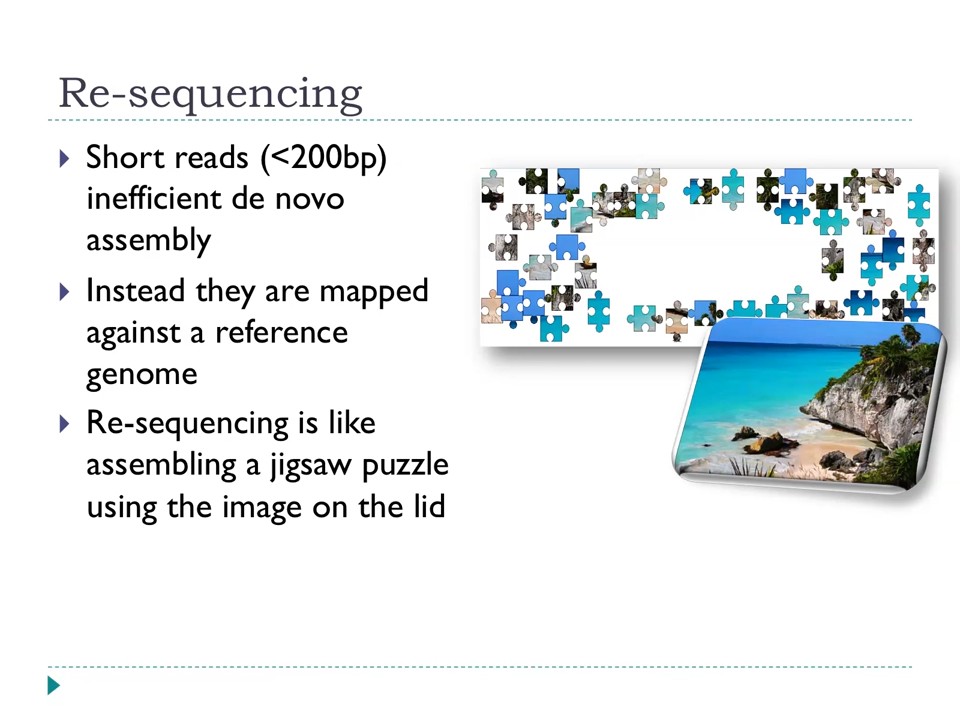 Re-sequencing
Short reads (<200bp)
inefficient de novo
assembly
Instead they are mapped
against a reference
genome
Re-sequencing is like
assembling a jigsaw puzzle
using the image on the lid